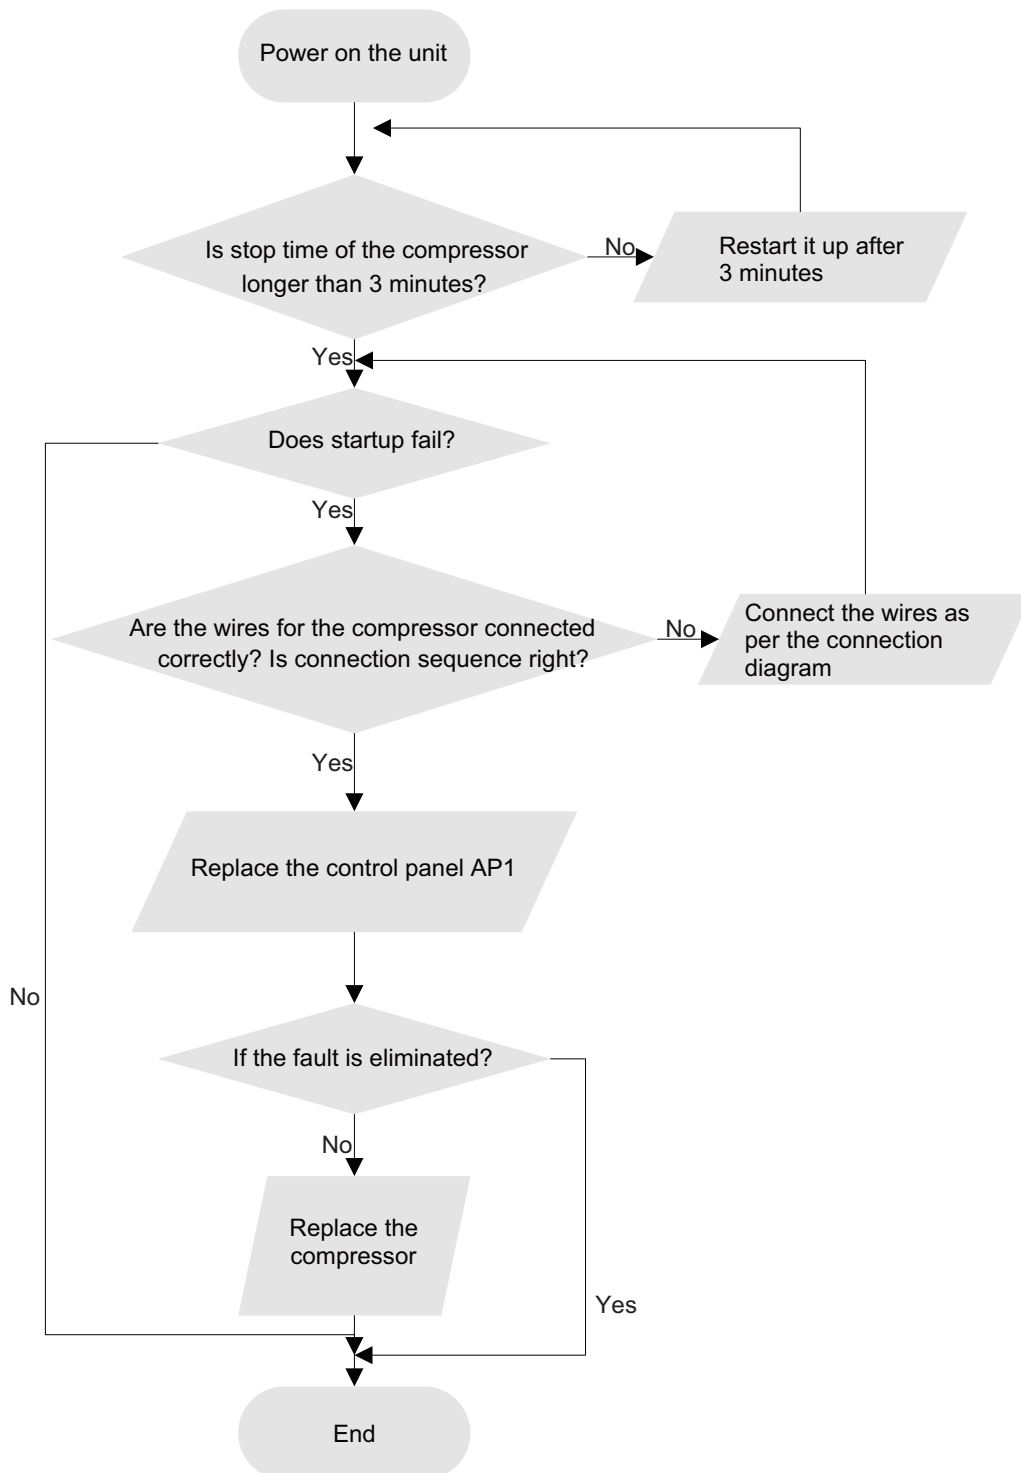 Power on the unit
Is stop time of the compressor
longer than 3 minutes?
No
Restart it up after
3 minutes
Yes
Does startup fail?
Yes
Are the wires for the compressor connected
correctly? Is connection sequence right?
No
Connect the wires as
per the connection
diagram
Yes
Replace the control panel AP1
No
If the fault is eliminated?
No
Replace the
compressor
Yes
End